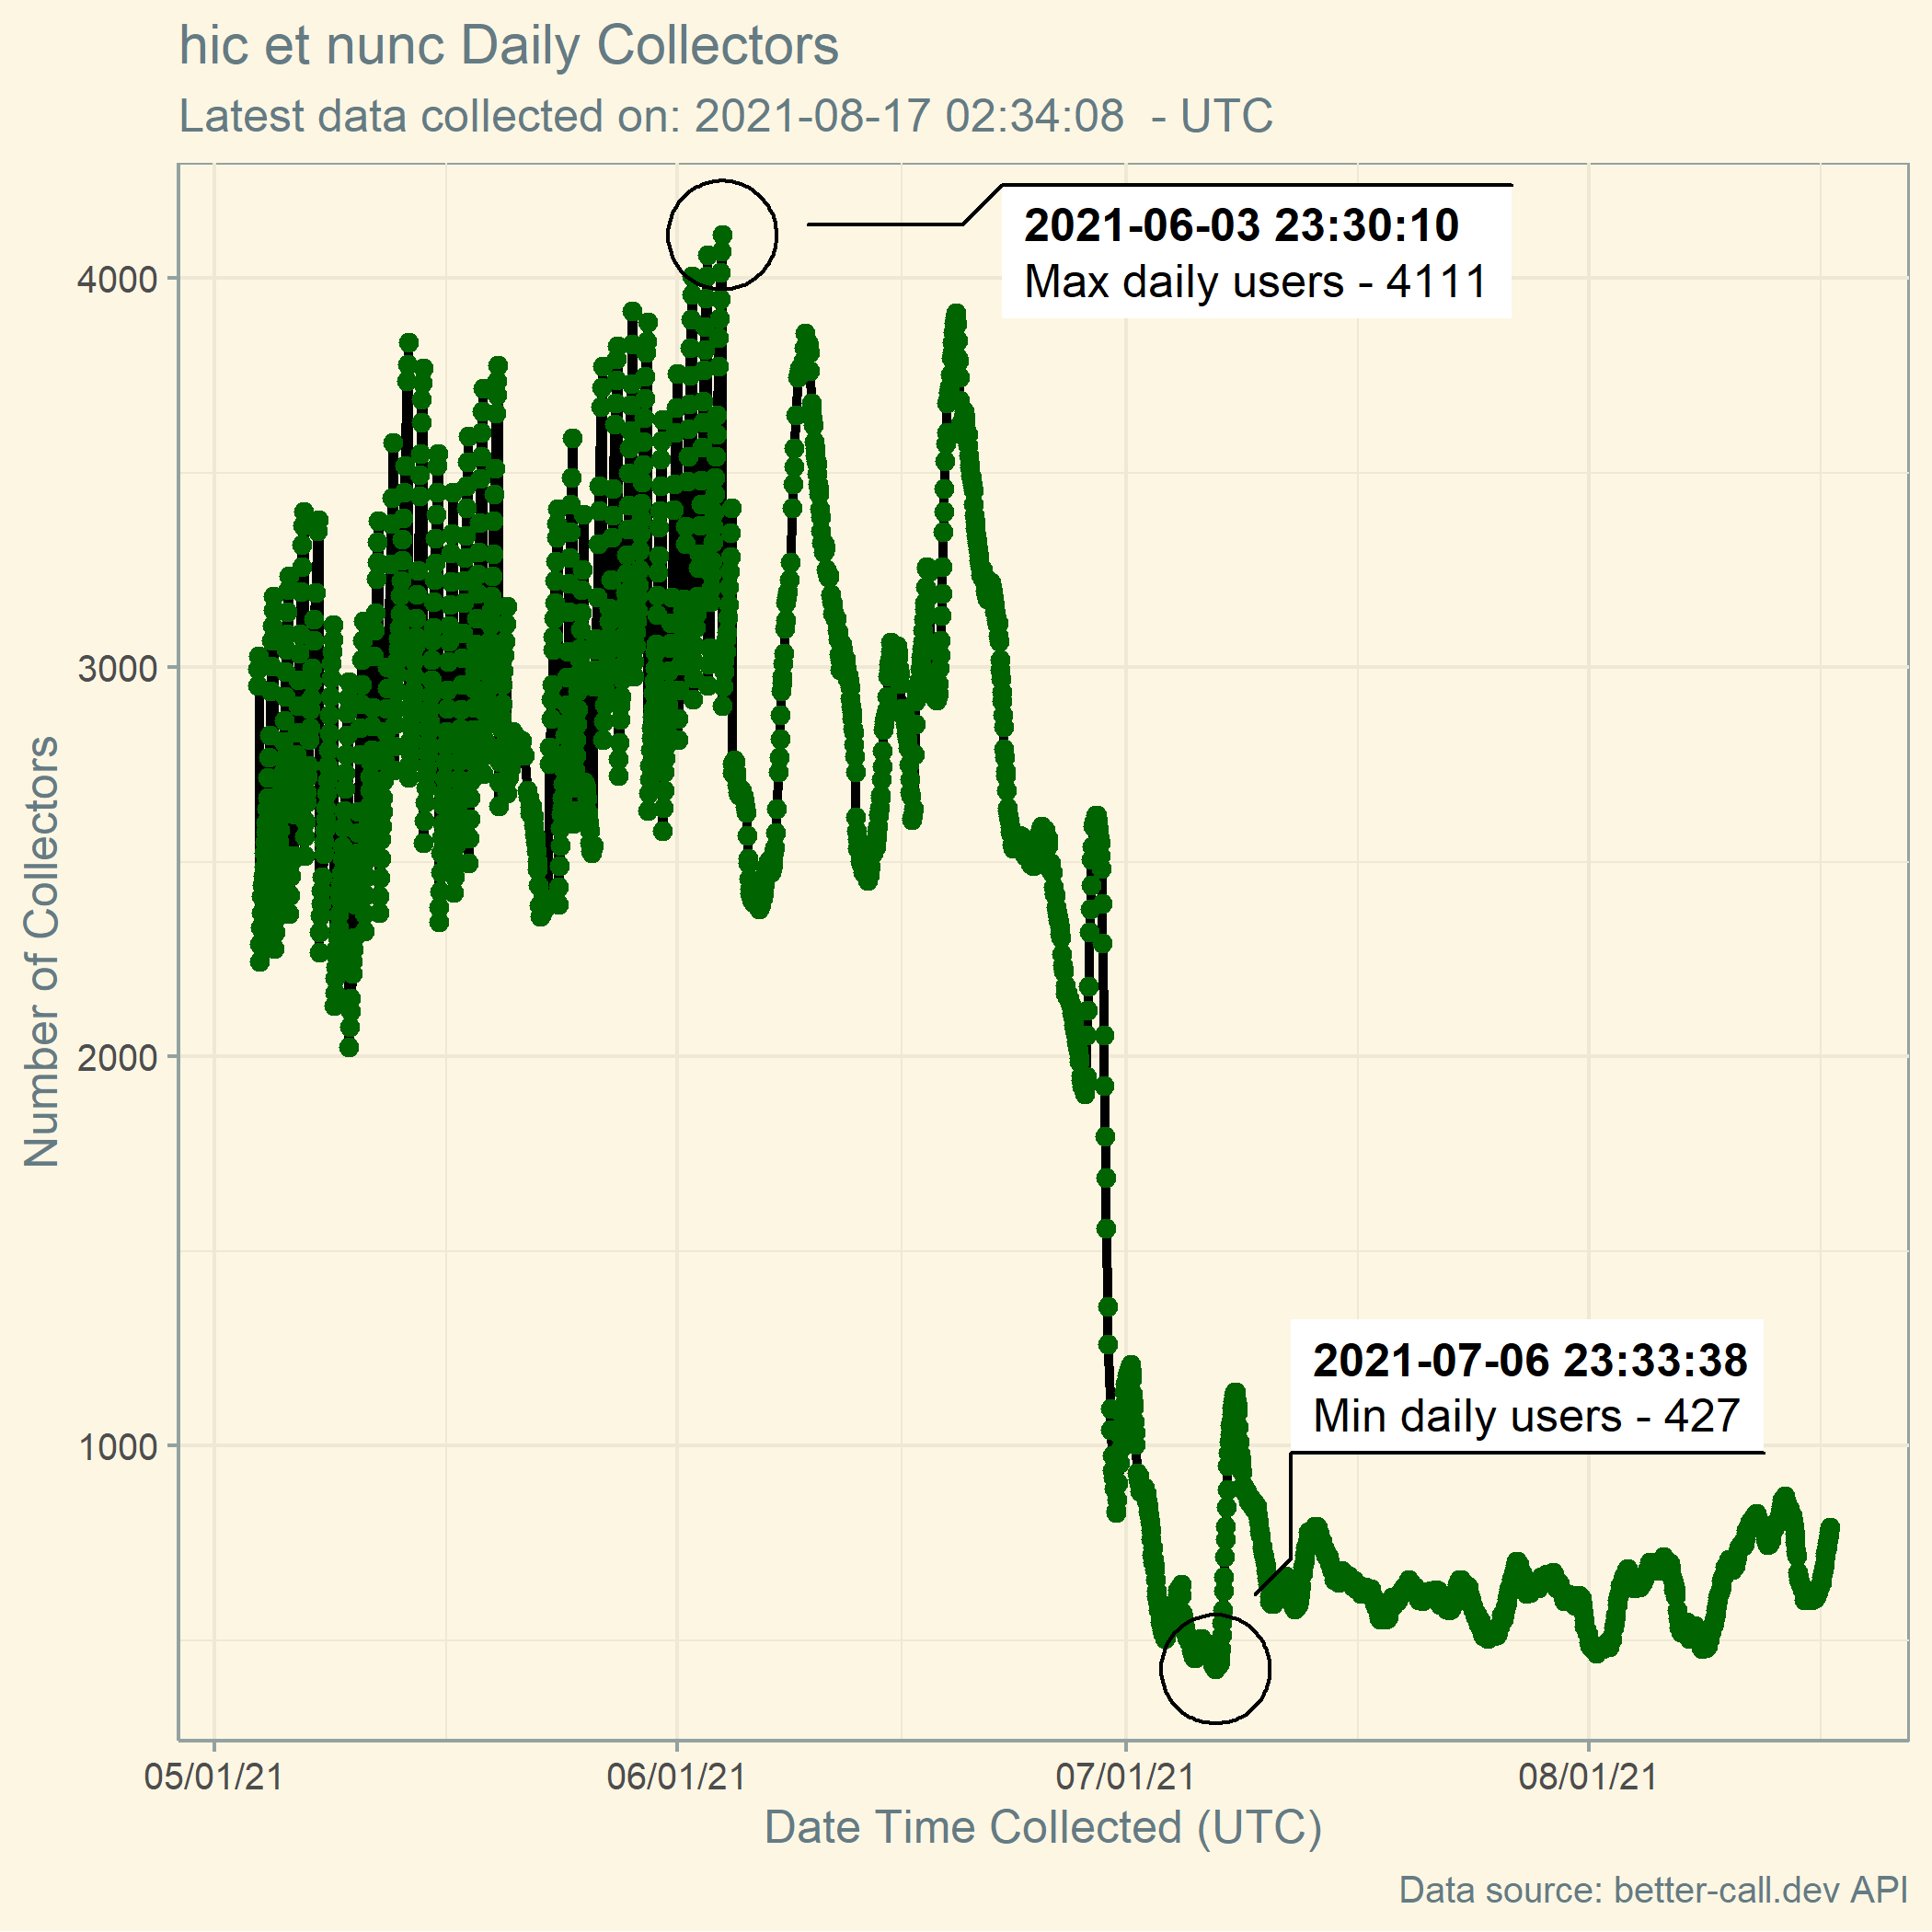 hic et nunc Daily Collectors
Latest data collected on: 2021-08-17 02:34:08  - UTC
2021-06-03 23:30:10
Max daily users - 4111
4000
3000
2000
1000
Number of Collectors
2021-07-06 23:33:38
Min daily users - 427
05/01/21
06/01/21
07/01/21
08/01/21
Date Time Collected (UTC)
Data source: better-call.dev API